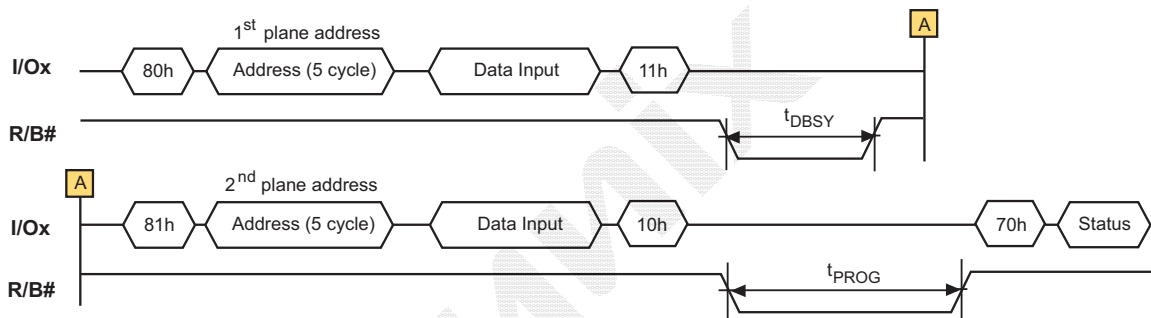 1st plane address
A
I/Ox 80h Address (5 cycle) Data Input 11h
R/B# tDBSY
A
2nd plane address
I/Ox 81h Address (5 cycle) Data Input 10h 70h Status
R/B# tPROG